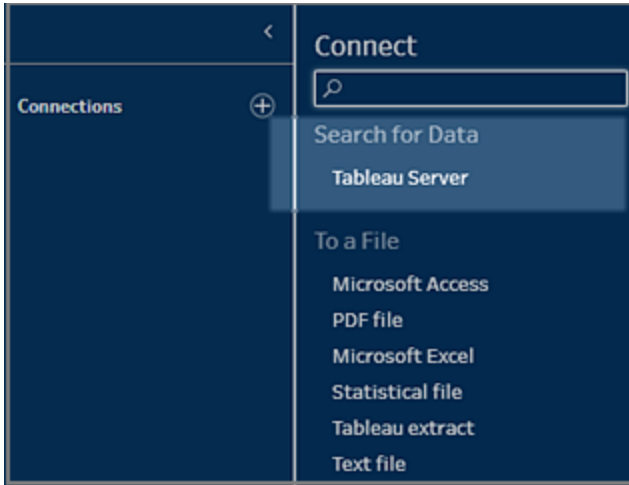 Connections
Connect
Search for Data
Tableau Server
To a File
Microsoft Access
PDF file
Microsoft Excel
Statistical file
Tableau extract
Text file